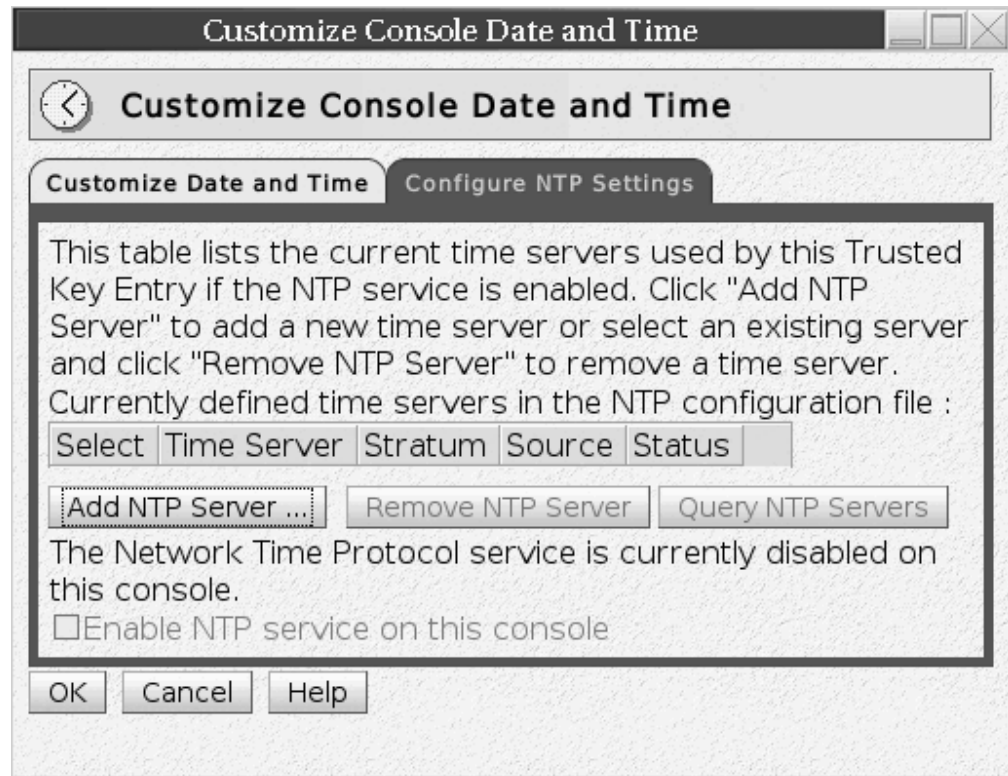 Customize Console Date and Time
Customize Console Date and Time
Customize Date and Time
Configure NTP Settings
This table lists the current time servers used by this Trusted
Key Entry if the NTP service is enabled. Click "Add NTP
Server" to add a new time server or select an existing server
and click "Remove NTP Server" to remove a time server.
Currently defined time servers in the NTP configuration file :
Select Time Server Stratum Source Status
Add NTP Server ... Remove NTP Server Query NTP Servers
The Network Time Protocol service is currently disabled on
this console.
Enable NTP service on this console
OK Cancel Help